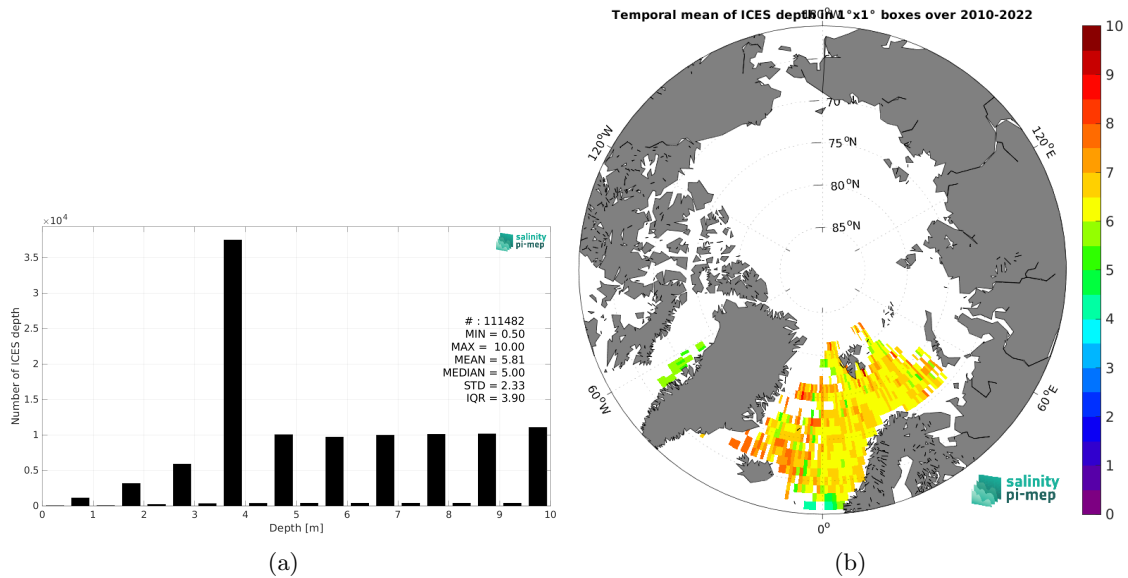 ×10⁴
3.5
3
2.5
2
1.5
1
0.5
0
0 1 2 3 4 5 6 7 8 9 10
Number of ICES depth
Depth [m]
salinity
pi-mep
# : 111482
MIN = 0.50
MAX = 10.00
MEAN = 5.81
MEDIAN = 5.00
STD = 2.33
IQR = 3.90
(a)
Temporal mean of ICES depth in 1°x1° boxes over 2010-2022
180°W
120°W
120°E
60°W
60°E
0°
70°N
75°N
80°N
85°N
salinity
pi-mep
10
9
8
7
6
5
4
3
2
1
0
(b)